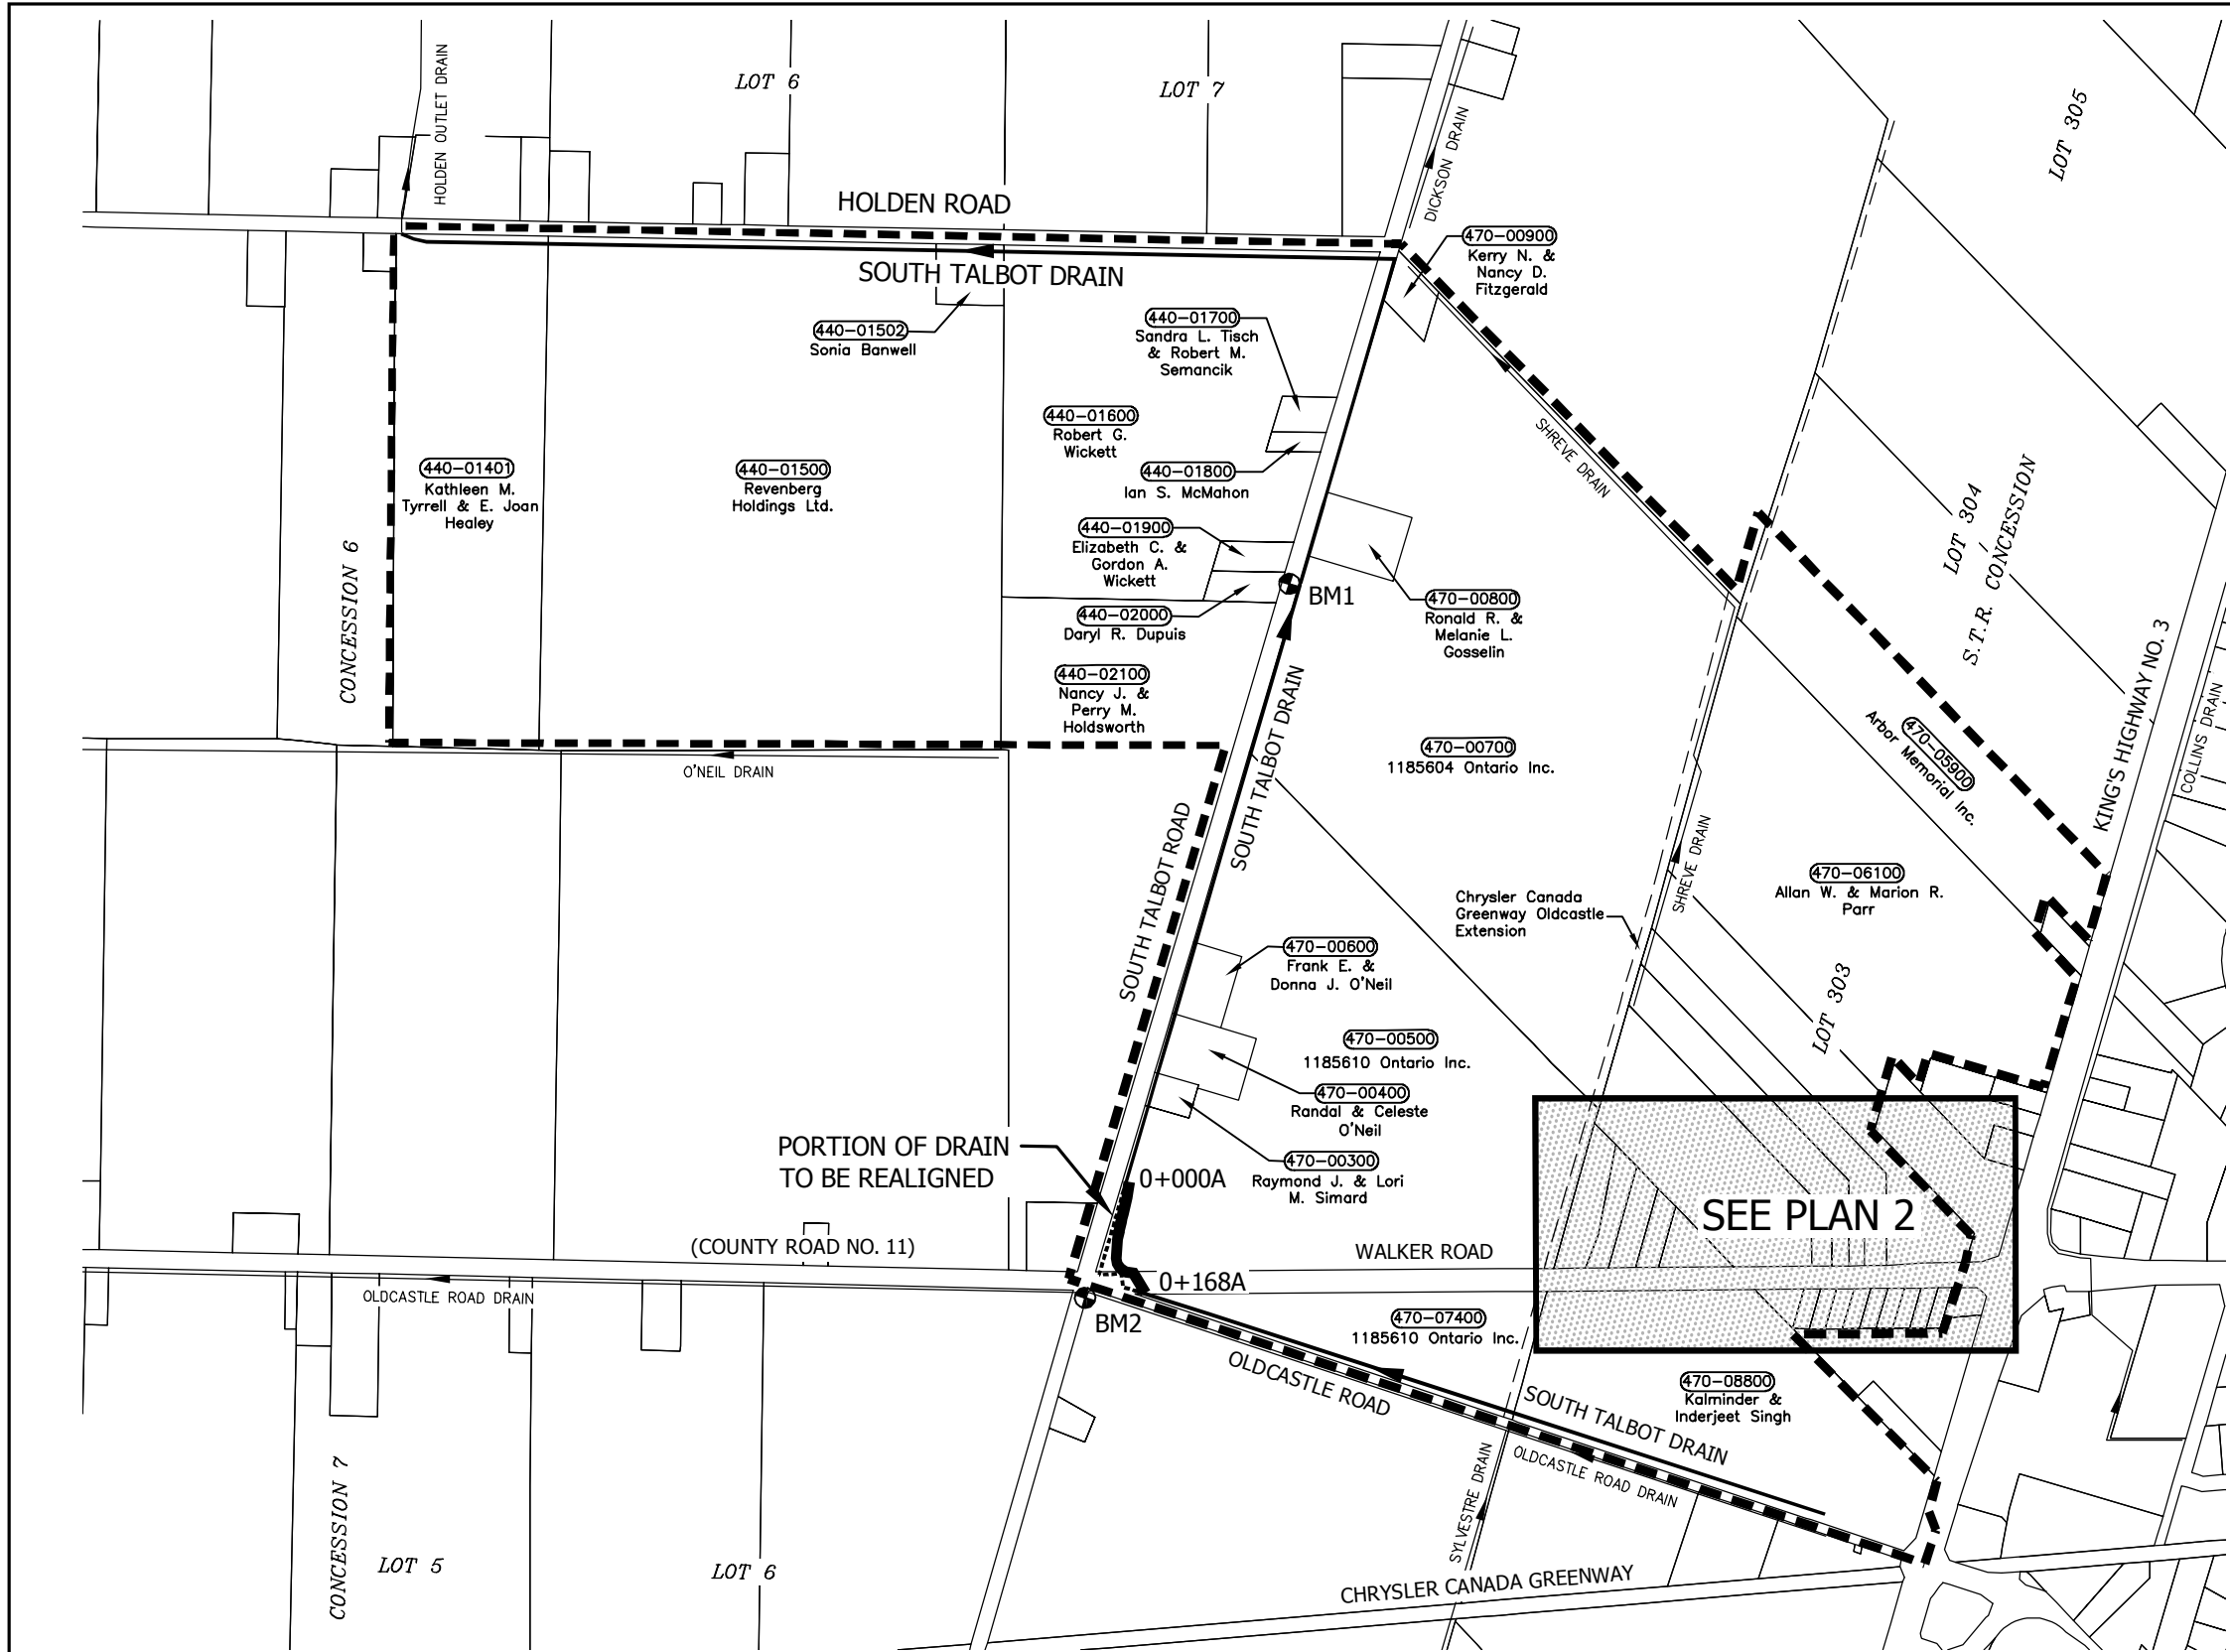 HOLDEN OUTLET DRAIN
LOT 6
LOT 7
LOT 305
DICKSON DRAIN
HOLDEN ROAD
SOUTH TALBOT DRAIN
470-00900
Kerry N. &
Nancy D.
Fitzgerald
440-01502
Sonia Banwell
440-01700
Sandra L. Tisch
& Robert M.
Semancik
440-01600
Robert G.
Wickett
440-01800
Ian S. McMahon
440-01401
Kathleen M.
Tyrrell & E. Joan
Healey
440-01500
Revenberg
Holdings Ltd.
SHREVE DRAIN
LOT 304
S.T.R. CONCESSION
440-01900
Elizabeth C. &
Gordon A.
Wickett
CONCESSION 6
BM1
440-02000
Daryl R. Dupuis
470-00800
Ronald R. &
Melanie L.
Gosselin
440-02100
Nancy J. &
Perry M.
Holdsworth
SOUTH TALBOT DRAIN
KING'S HIGHWAY NO. 3
COLLINS DRAIN
470-05900
Arbor Memorial Inc.
470-00700
1185604 Ontario Inc.
O'NEIL DRAIN
SOUTH TALBOT ROAD
SHREVE DRAIN
470-06100
Allan W. & Marion R.
Parr
Chrysler Canada
Greenway Oldcastle
Extension
470-00600
Frank E. &
Donna J. O'Neil
LOT 303
470-00500
1185610 Ontario Inc.
470-00400
Randal & Celeste
O'Neil
PORTION OF DRAIN
TO BE REALIGNED
470-00300
Raymond J. & Lori
M. Simard
0+000A
SEE PLAN 2
(COUNTY ROAD NO. 11)
WALKER ROAD
0+168A
OLDCASTLE ROAD DRAIN
BM2
470-07400
1185610 Ontario Inc.
OLDCASTLE ROAD
470-08800
Kalminder &
Inderjeet Singh
SOUTH TALBOT DRAIN
OLDCASTLE ROAD DRAIN
SYLVESTRE DRAIN
CONCESSION 7
LOT 5
LOT 6
CHRYSLER CANADA GREENWAY